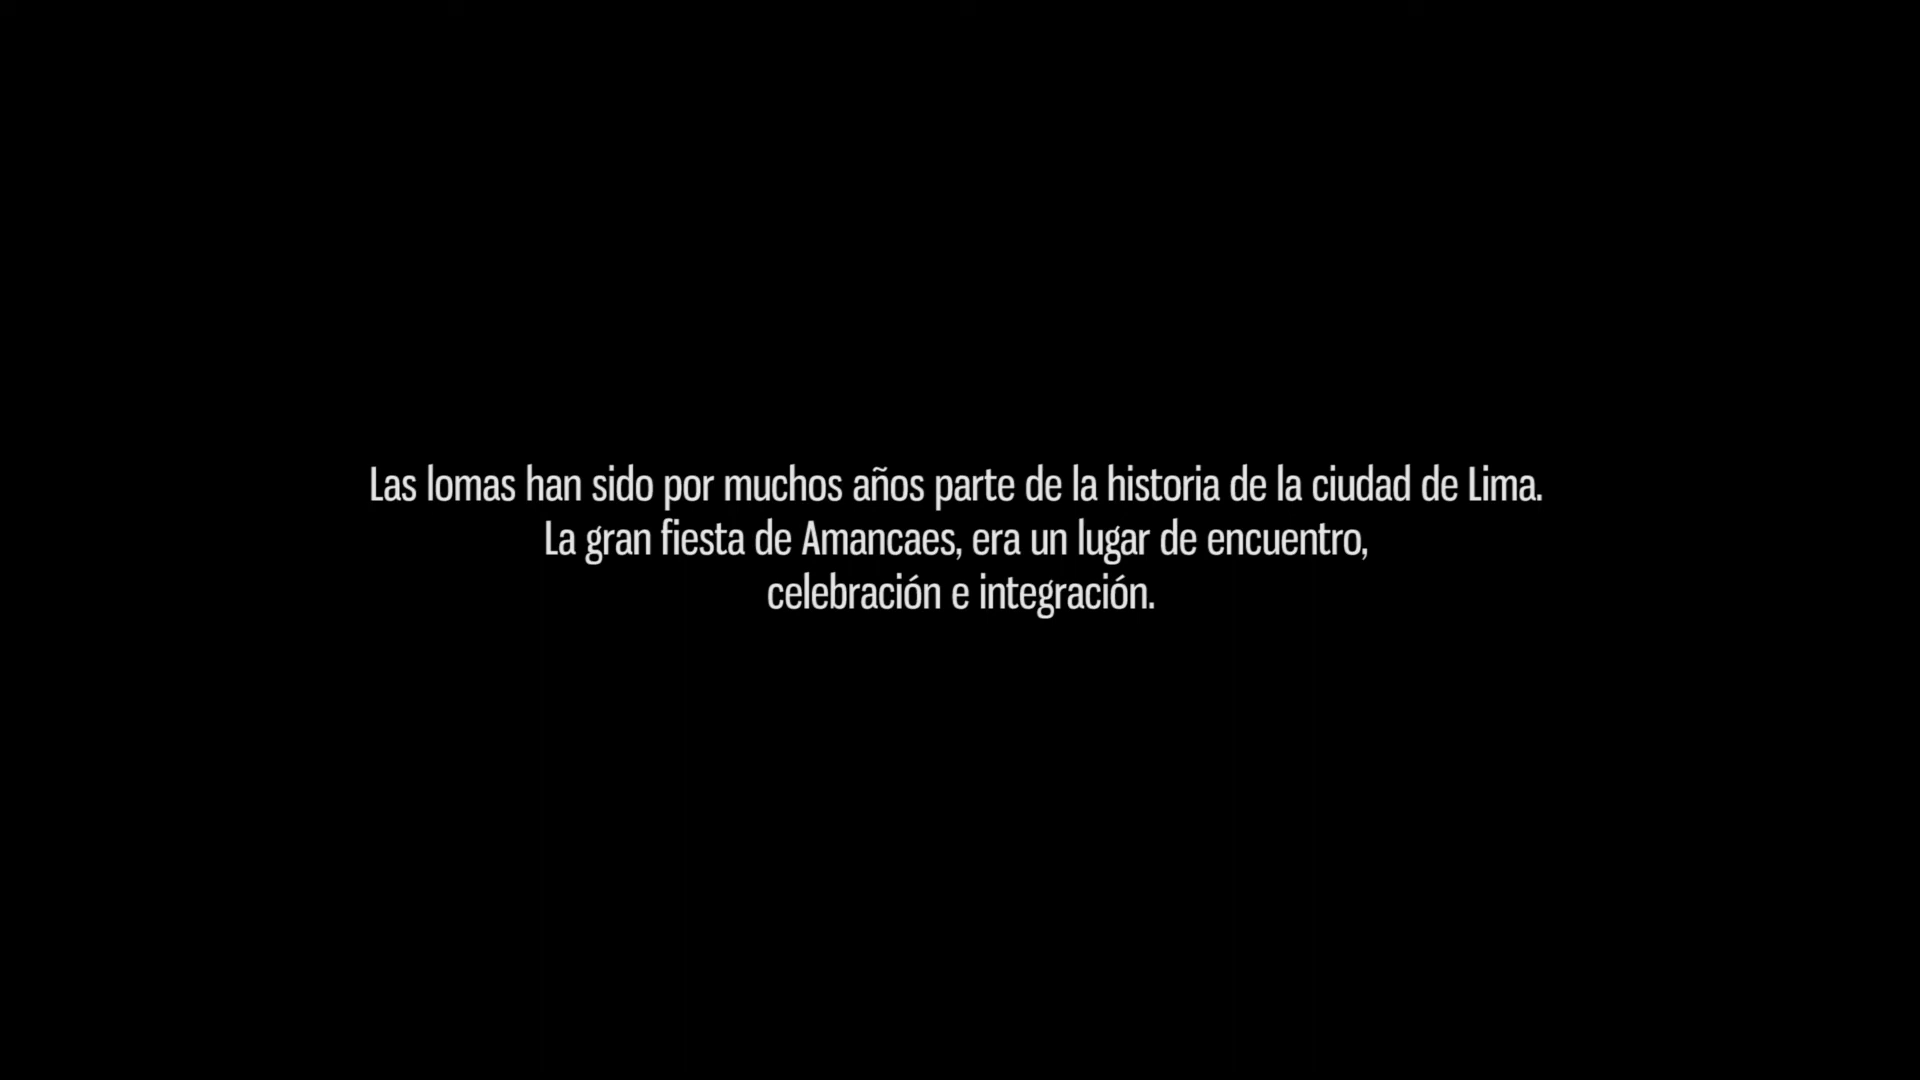 Las lomas han sido por muchos años parte de la historia de la ciudad de Lima.
La gran fiesta de Amancaes, era un lugar de encuentro,
celebración e integración.